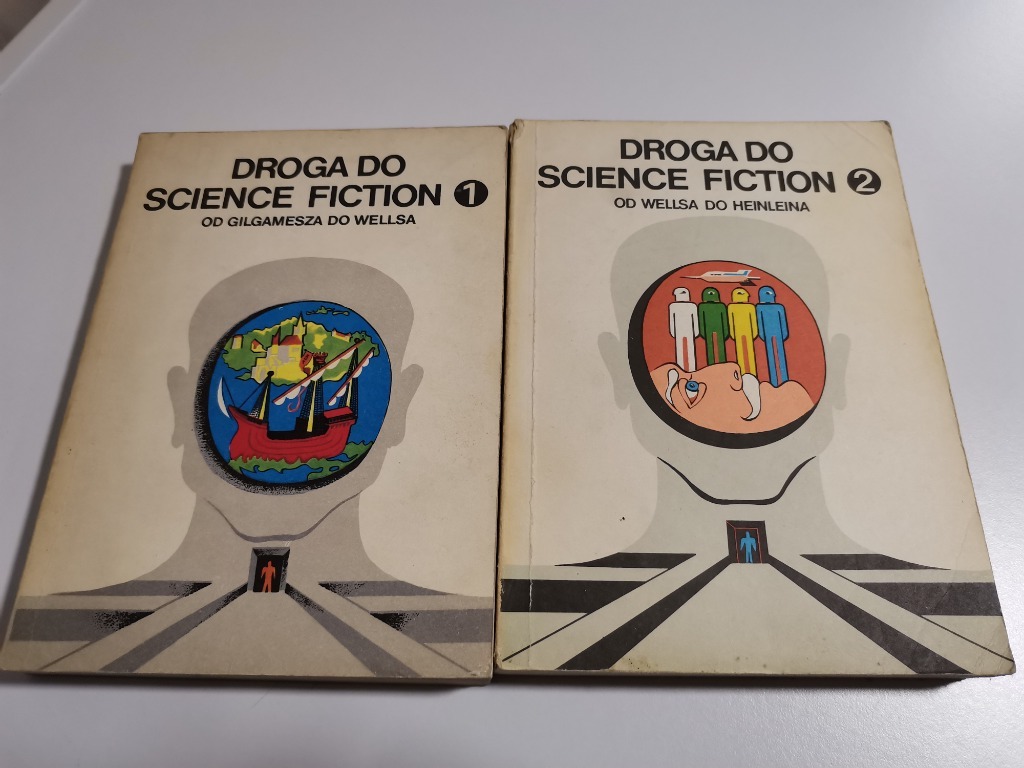 DROGA DO
SCIENCE FICTION 1
OD GILGAMESZA DO WELLSA
DROGA DO
SCIENCE FICTION 2
OD WELLSA DO HEINLEINA